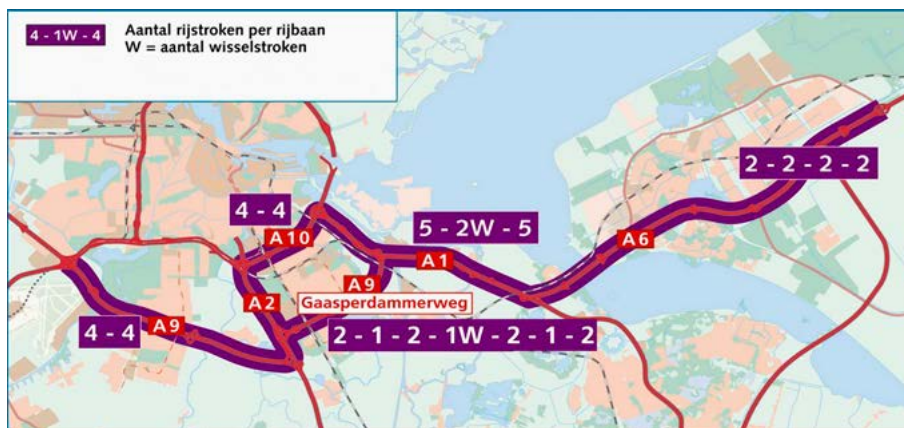 4 - 1W - 4
Aantal rijstroken per rijbaan
W = aantal wisselstroken
2 - 2 - 2 - 2
4 - 4
5 - 2W - 5
A10
A6
A1
A9
A2
Gaasperdammerweg
A9
4 - 4
2 - 1 - 2 - 1W - 2 - 1 - 2